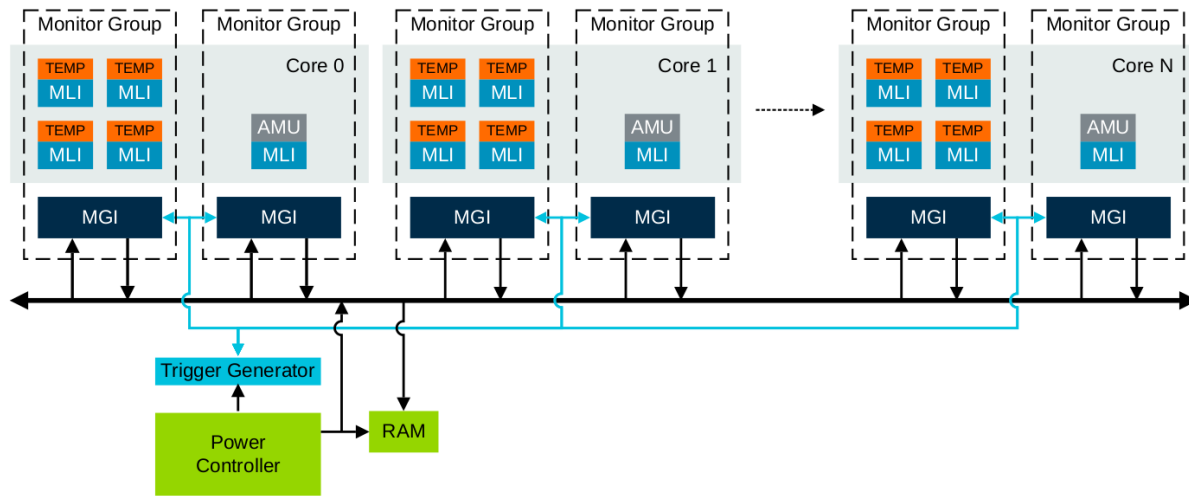 Monitor Group Monitor Group Monitor Group Monitor Group Monitor Group Monitor Group
Core 0 Core 1 Core N
TEMP TEMP TEMP TEMP TEMP TEMP
MLI MLI MLI MLI MLI MLI
TEMP TEMP AMU TEMP TEMP AMU TEMP TEMP AMU
MLI MLI MLI MLI MLI MLI MLI MLI MLI
MGI MGI MGI MGI MGI MGI
Trigger Generator
Power
Controller
RAM